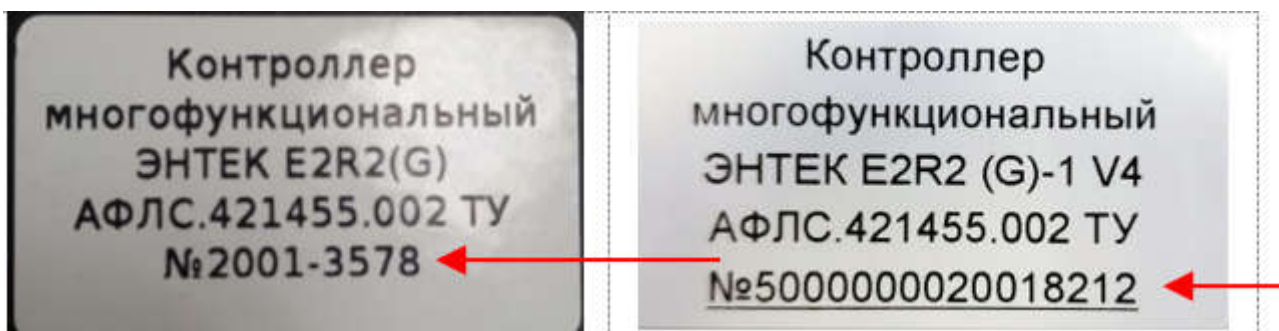 Контроллер
многофункциональный
ЭНТЕК E2R2(G)
АФЛС.421455.002 ТУ
№2001-3578
Контроллер
многофункциональный
ЭНТЕК E2R2 (G)-1 V4
АФЛС.421455.002 ТУ
№5000000020018212